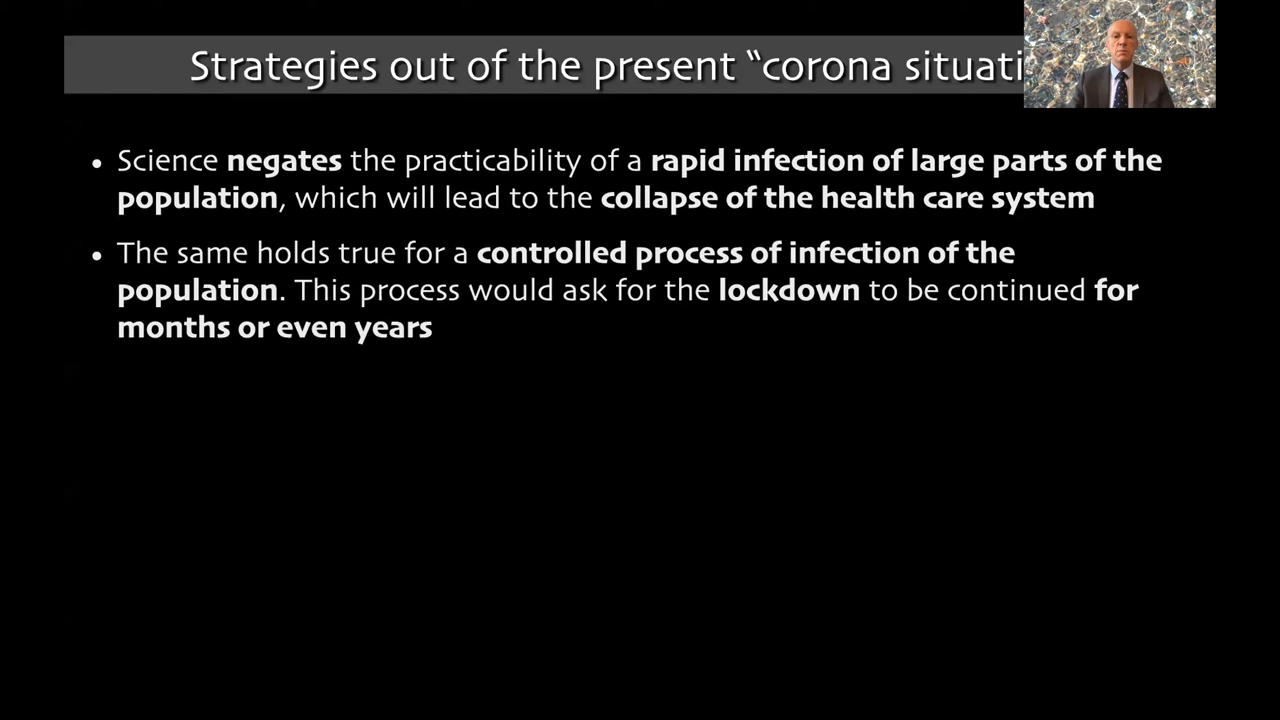 Strategies out of the present “corona situati
• Science negates the practicability of a rapid infection of large parts of the
population, which will lead to the collapse of the health care system
• The same holds true for a controlled process of infection of the
population. This process would ask for the lockdown to be continued for
months or even years